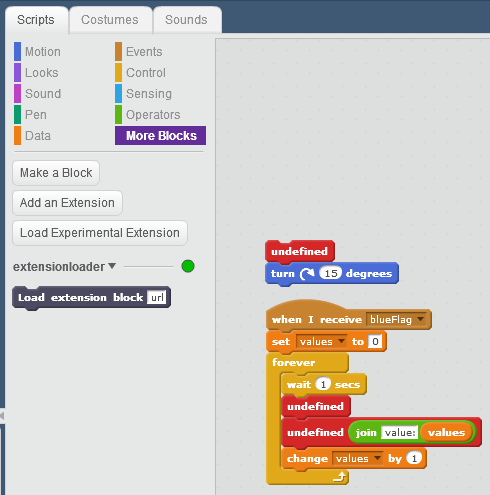 Scripts Costumes Sounds
Motion Events
Looks Control
Sound Sensing
Pen Operators
Data More Blocks
Make a Block
Add an Extension
Load Experimental Extension
extensionloader
Load extension block url
undefined
turn 15 degrees
when I receive blueFlag
set values to 0
forever
wait 1 secs
undefined
undefined join value: values
change values by 1